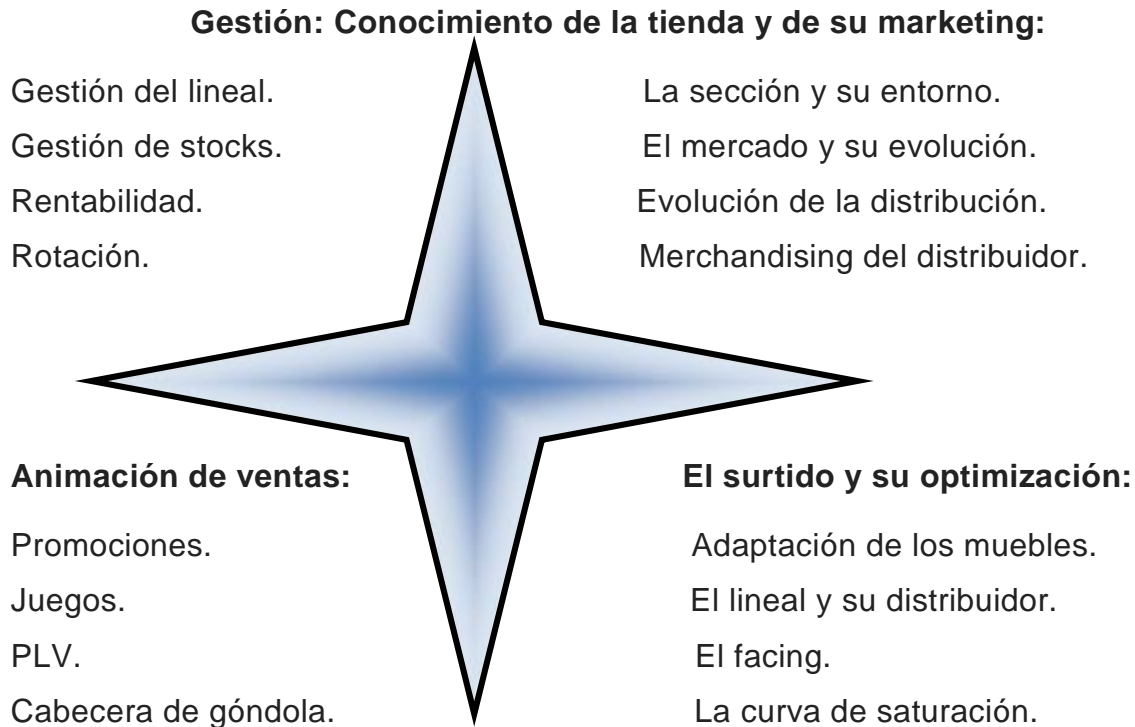 Gestión: Conocimiento de la tienda y de su marketing:
Gestión del lineal.
Gestión de stocks.
Rentabilidad.
Rotación.
La sección y su entorno.
El mercado y su evolución.
Evolución de la distribución.
Merchandising del distribuidor.
Animación de ventas:
Promociones.
Juegos.
PLV.
Cabecera de góndola.
El surtido y su optimización:
Adaptación de los muebles.
El lineal y su distribuidor.
El facing.
La curva de saturación.